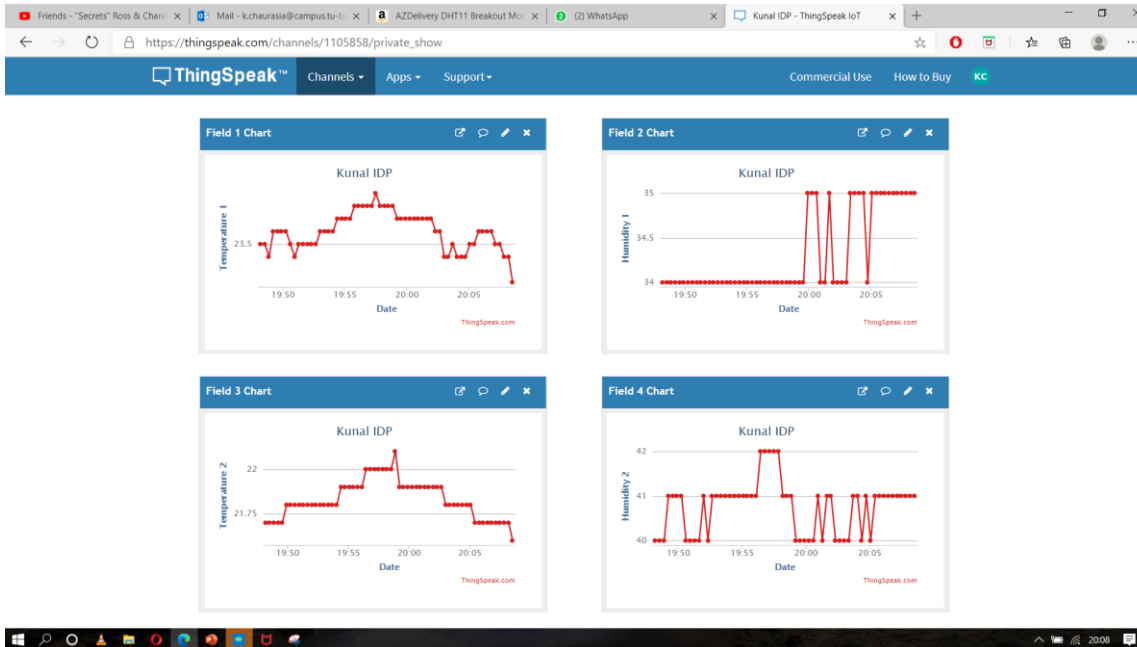 Friends - "Secrets" Ross & Chan
Mail - k.chaurasia@campus.tu-b
AZDelivery DHT11 Breakout Mod
(2) WhatsApp
Kunal IDP - ThingSpeak IoT
https://thingspeak.com/channels/1105858/private_show
ThingSpeak™ Channels Apps Support Commercial Use How to Buy KC
Field 1 Chart
Kunal IDP
Temperature 1
23.5
19:50 19:55 20:00 20:05
Date
ThingSpeak.com
Field 2 Chart
Kunal IDP
Humidity 1
35
34.5
34
19:50 19:55 20:00 20:05
Date
ThingSpeak.com
Field 3 Chart
Kunal IDP
Temperature 2
22
21.75
19:50 19:55 20:00 20:05
Date
ThingSpeak.com
Field 4 Chart
Kunal IDP
Humidity 2
42
41
40
19:50 19:55 20:00 20:05
Date
ThingSpeak.com
20:08